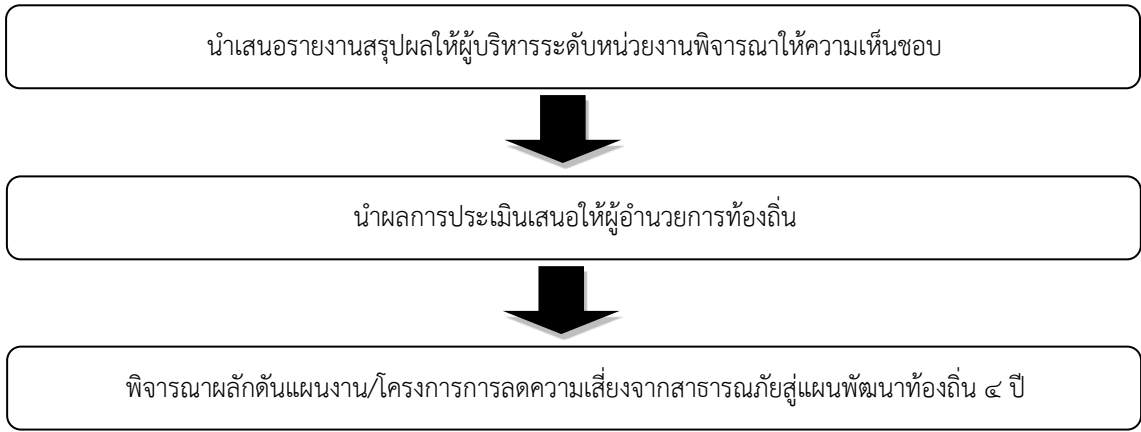 นำเสนอรายงานสรุปผลให้ผู้บริหารระดับหน่วยงานพิจารณาให้ความเห็นชอบ
นำผลการประเมินเสนอให้ผู้อำนวยการท้องถิ่น
พิจารณาผลักดันแผนงาน/โครงการการลดความเสี่ยงจากสาธารณภัยสู่แผนพัฒนาท้องถิ่น ๔ ปี